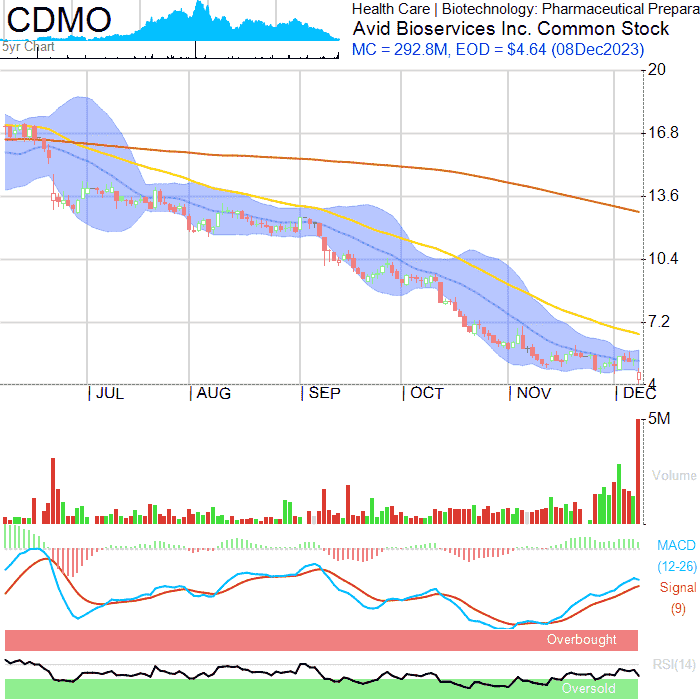 CDMO
Health Care | Biotechnology: Pharmaceutical Prepara
Avid Bioservices Inc. Common Stock
MC = 292.8M, EOD = $4.64 (08Dec2023)
5yr Chart
20
16.8
13.6
10.4
7.2
4
JUL AUG SEP OCT NOV DEC
5M
Volume
MACD
(12-26)
Signal
(9)
Overbought
RSI(14)
Oversold